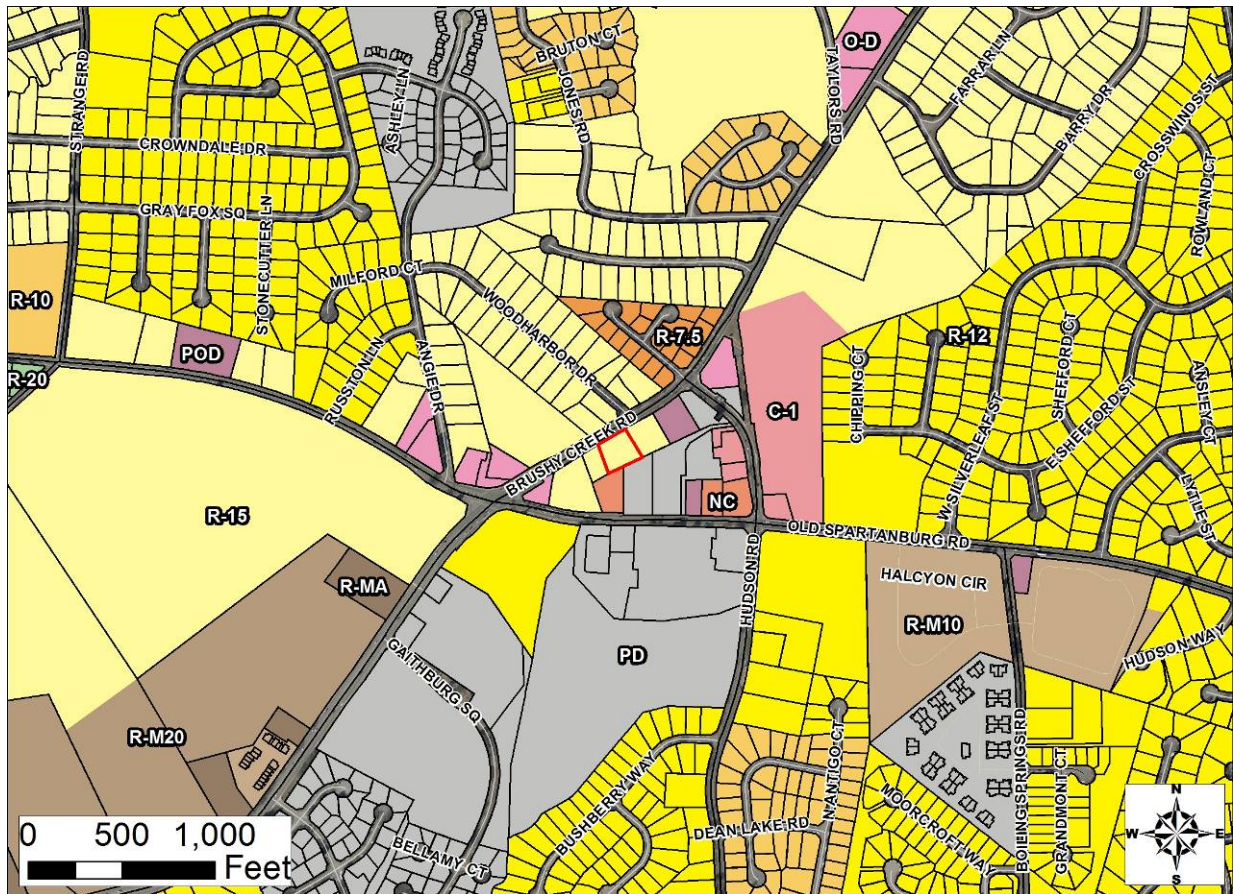 BRUTON CT
O-D
STRANGE RD
ASHLEY LN
JONES RD
TAYLORS RD
FARRAR LN
BARRY DR
CROSSWINDS ST
ROWLAND CT
CROWNDALE DR
GRAY FOX SQ
STONECUTTER LN
MILFORD CT
R-10
WOODHARBOR DR
R-7.5
R-12
SHEFFORD CT
POD
R-20
RUSSTON LN
ANGIE DR
C-1
CHIPPING CT
ANSLEY CT
E SHEFFORD ST
BRUSHY CREEK RD
W SILVERLEAF ST
LYTLE ST
NC
R-15
OLD SPARTANBURG RD
HUDSON RD
HALCYON CIR
R-MA
R-M10
HUDSON WAY
PD
GAITHBURG SQ
R-M20
N ANTIGO CT
BOILING SPRINGS RD
BUSHBERRY WAY
MOORCROFT WAY
GRANDMONT CT
DEAN LAKE RD
BELLAMY CT
0 500 1,000
Feet
N
W E
S